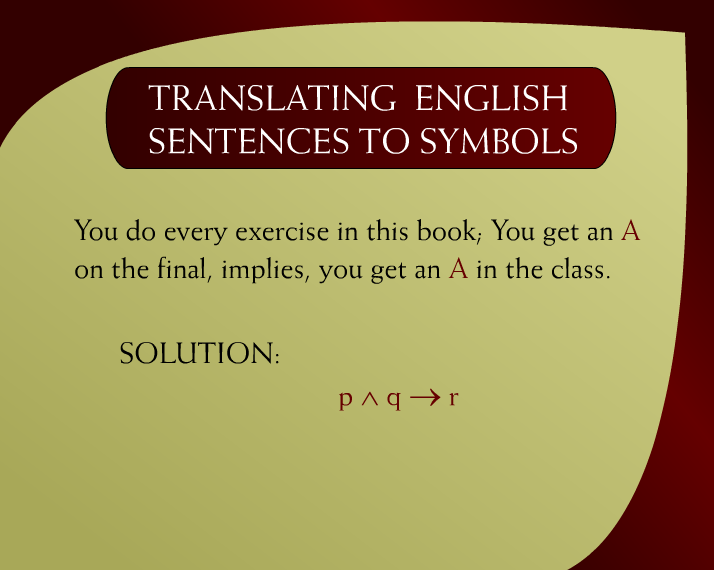 TRANSLATING ENGLISH
SENTENCES TO SYMBOLS
You do every exercise in this book; You get an A
on the final, implies, you get an A in the class.
SOLUTION:
p ∧ q → r